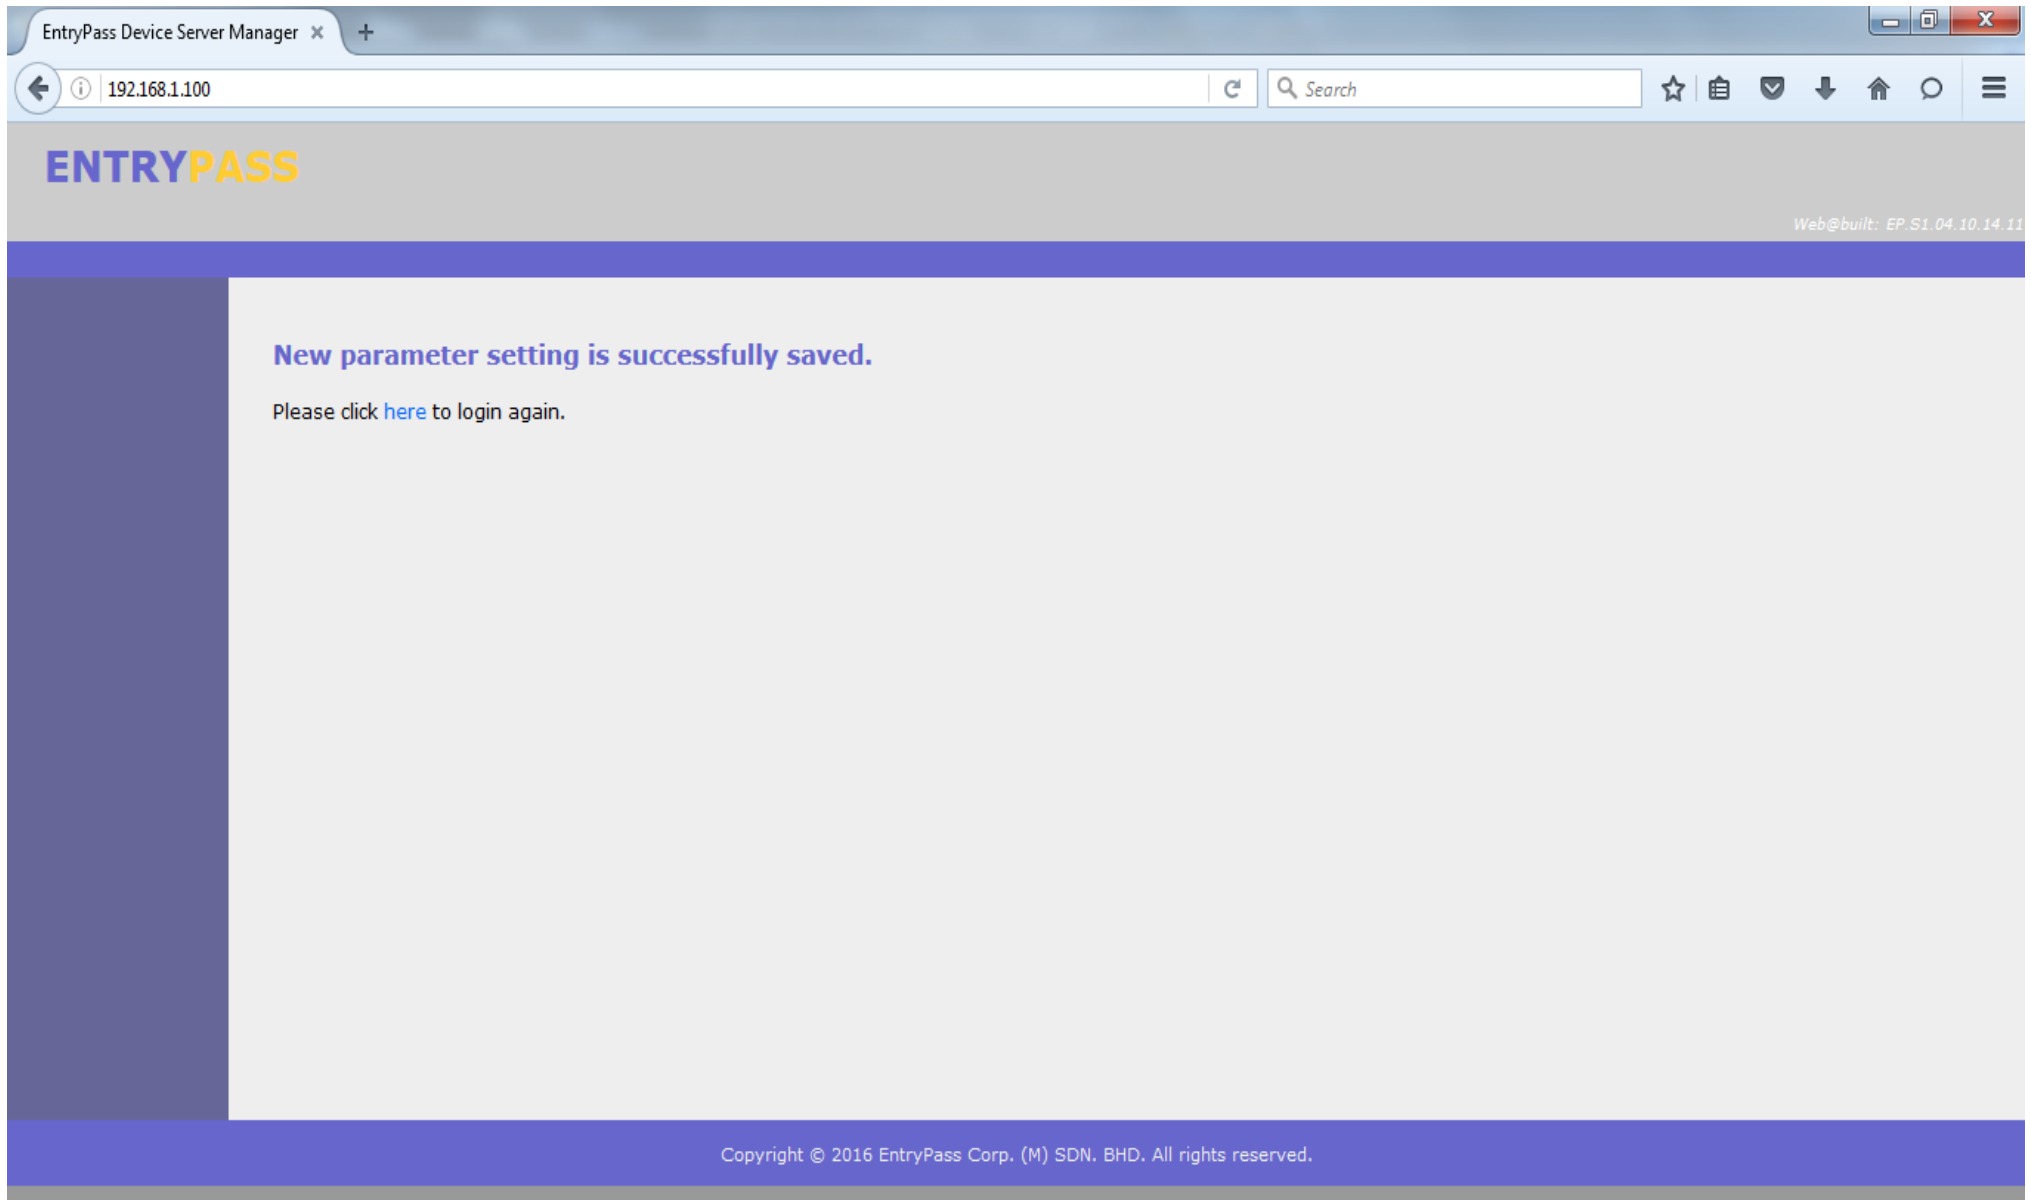 EntryPass Device Server Manager
192.168.1.100
Search
ENTRYPASS
Web@built: EP.S1.04.10.14.11
New parameter setting is successfully saved.
Please click here to login again.
Copyright © 2016 EntryPass Corp. (M) SDN. BHD. All rights reserved.